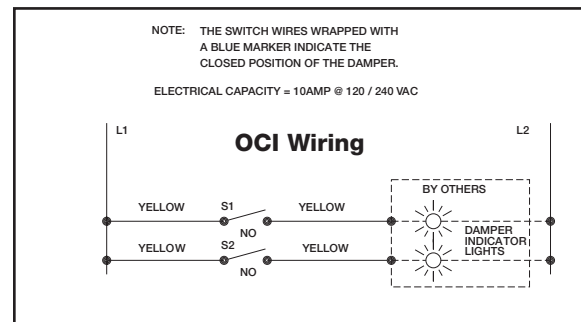 NOTE: THE SWITCH WIRES WRAPPED WITH
A BLUE MARKER INDICATE THE
CLOSED POSITION OF THE DAMPER.
ELECTRICAL CAPACITY = 10AMP @ 120 / 240 VAC
L1
OCI Wiring
L2
BY OTHERS
YELLOW S1 YELLOW
NO
DAMPER
INDICATOR
LIGHTS
YELLOW S2 YELLOW
NO